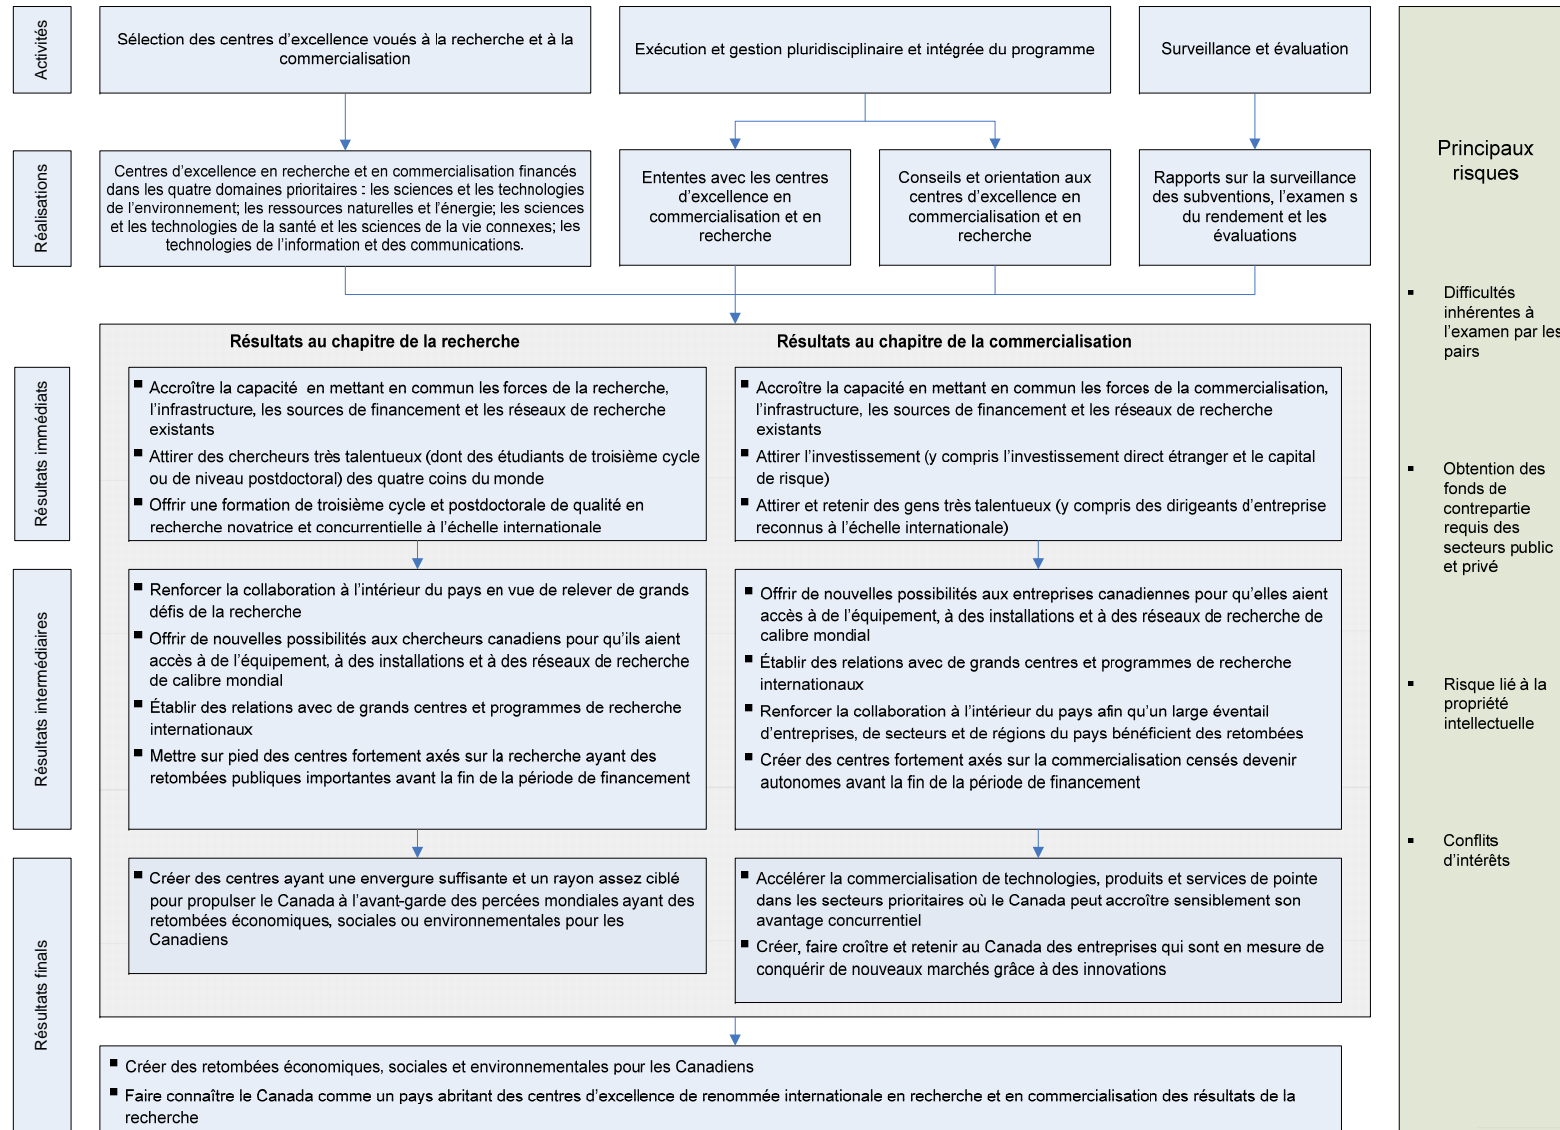 Activités
Sélection des centres d'excellence voués à la recherche et à la
commercialisation
Exécution et gestion pluridisciplinaire et intégrée du programme
Surveillance et évaluation
Réalisations
Centres d'excellence en recherche et en commercialisation financés
dans les quatre domaines prioritaires : les sciences et les technologies
de l'environnement; les ressources naturelles et l'énergie; les sciences
et les technologies de la santé et les sciences de la vie connexes; les
technologies de l'information et des communications.
Ententes avec les centres
d'excellence en
commercialisation et en
recherche
Conseils et orientation aux
centres d'excellence en
commercialisation et en
recherche
Rapports sur la surveillance
des subventions, l'examen s
du rendement et les
évaluations
Résultats au chapitre de la recherche
Résultats au chapitre de la commercialisation
Résultats immédiats
▪ Accroître la capacité en mettant en commun les forces de la recherche,
l'infrastructure, les sources de financement et les réseaux de recherche
existants
▪ Attirer des chercheurs très talentueux (dont des étudiants de troisième cycle
ou de niveau postdoctoral) des quatre coins du monde
▪ Offrir une formation de troisième cycle et postdoctorale de qualité en
recherche novatrice et concurrentielle à l'échelle internationale
▪ Accroître la capacité en mettant en commun les forces de la commercialisation,
l'infrastructure, les sources de financement et les réseaux de recherche
existants
▪ Attirer l'investissement (y compris l'investissement direct étranger et le capital
de risque)
▪ Attirer et retenir des gens très talentueux (y compris des dirigeants d'entreprise
reconnus à l'échelle internationale)
Résultats intermédiaires
▪ Renforcer la collaboration à l'intérieur du pays en vue de relever de grands
défis de la recherche
▪ Offrir de nouvelles possibilités aux chercheurs canadiens pour qu'ils aient
accès à de l'équipement, à des installations et à des réseaux de recherche
de calibre mondial
▪ Établir des relations avec de grands centres et programmes de recherche
internationaux
▪ Mettre sur pied des centres fortement axés sur la recherche ayant des
retombées publiques importantes avant la fin de la période de financement
▪ Offrir de nouvelles possibilités aux entreprises canadiennes pour qu'elles aient
accès à de l'équipement, à des installations et à des réseaux de recherche de
calibre mondial
▪ Établir des relations avec de grands centres et programmes de recherche
internationaux
▪ Renforcer la collaboration à l'intérieur du pays afin qu'un large éventail
d'entreprises, de secteurs et de régions du pays bénéficient des retombées
▪ Créer des centres fortement axés sur la commercialisation censés devenir
autonomes avant la fin de la période de financement
Résultats finals
▪ Créer des centres ayant une envergure suffisante et un rayon assez ciblé
pour propulser le Canada à l'avant-garde des percées mondiales ayant des
retombées économiques, sociales ou environnementales pour les
Canadiens
▪ Accélérer la commercialisation de technologies, produits et services de pointe
dans les secteurs prioritaires où le Canada peut accroître sensiblement son
avantage concurrentiel
▪ Créer, faire croître et retenir au Canada des entreprises qui sont en mesure de
conquérir de nouveaux marchés grâce à des innovations
▪ Créer des retombées économiques, sociales et environnementales pour les Canadiens
▪ Faire connaître le Canada comme un pays abritant des centres d'excellence de renommée internationale en recherche et en commercialisation des résultats de la
recherche
Principaux
risques
▪ Difficultés
inhérentes à
l'examen par les
pairs
▪ Obtention des
fonds de
contrepartie
requis des
secteurs public
et privé
▪ Risque lié à la
propriété
intellectuelle
▪ Conflits
d'intérêts